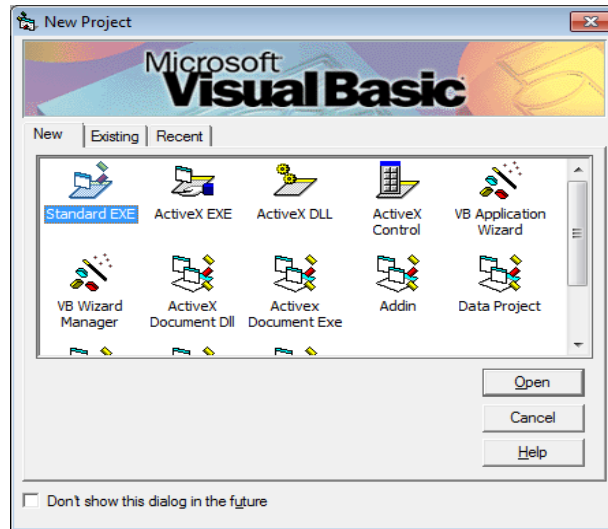 New Project
Microsoft
Visual Basic
New Existing Recent
Standard EXE ActiveX EXE ActiveX DLL ActiveX Control VB Application Wizard
VB Wizard Manager ActiveX Document Dll Activex Document Exe Addin Data Project
Open
Cancel
Help
Don't show this dialog in the future